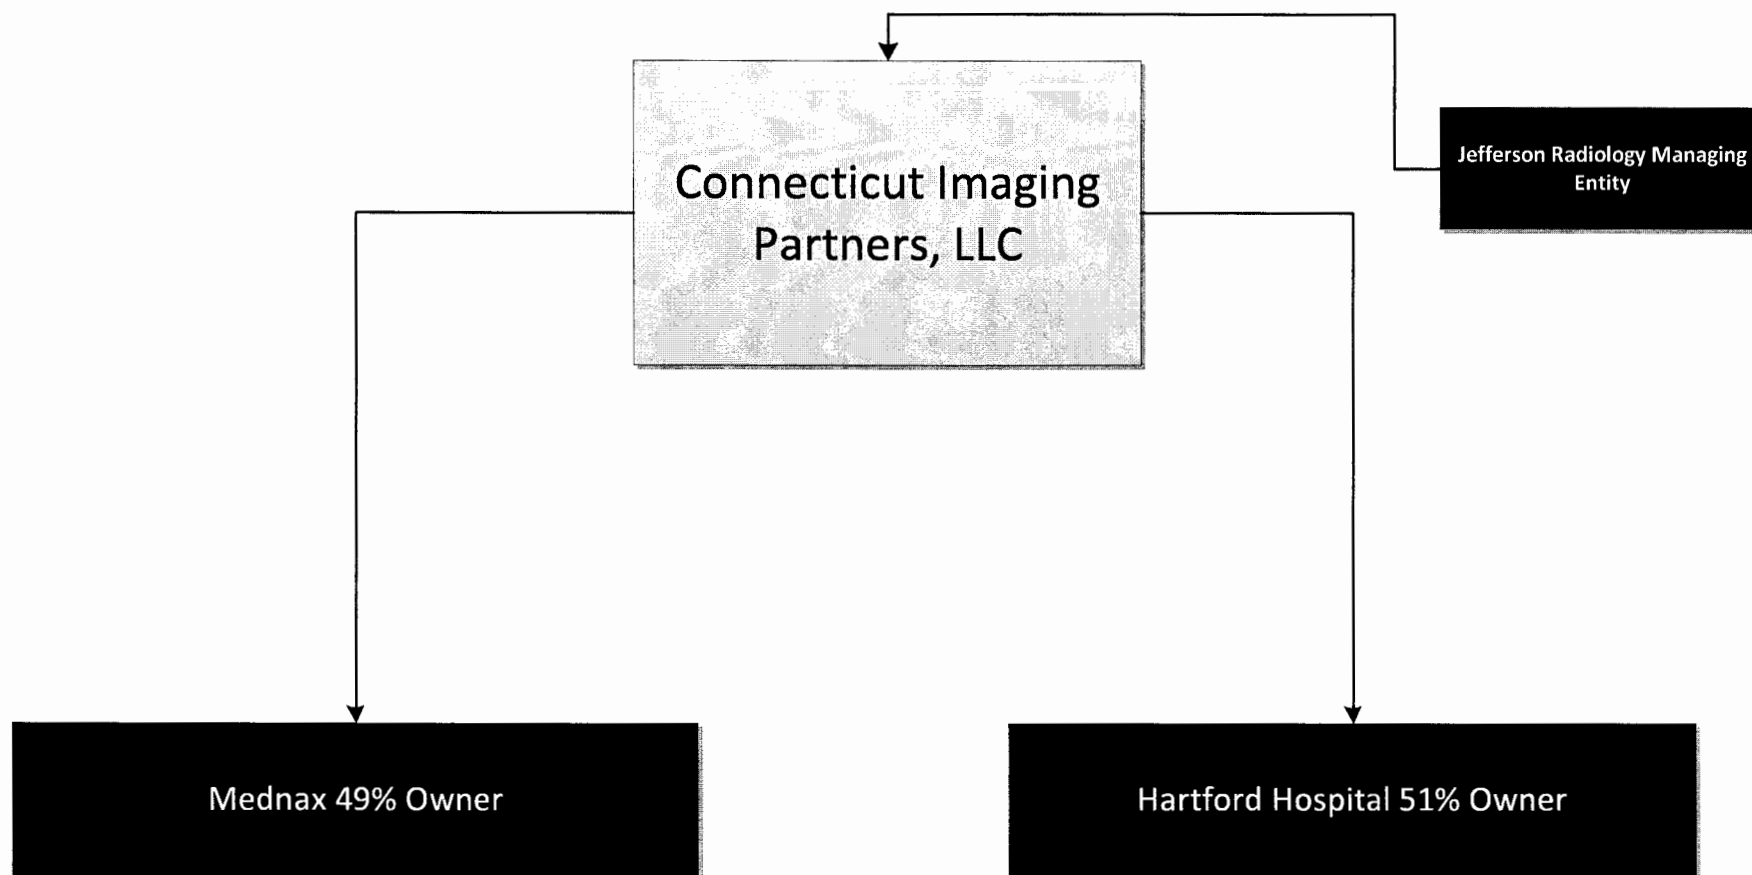 Connecticut Imaging
Partners, LLC
Jefferson Radiology Managing
Entity
Mednax 49% Owner
Hartford Hospital 51% Owner